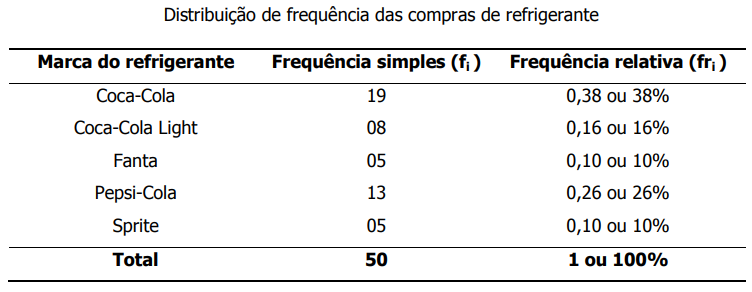 Distribuição de frequência das compras de refrigerante
Marca do refrigerante Frequência simples (fi ) Frequência relativa (fri )
Coca-Cola 19 0,38 ou 38%
Coca-Cola Light 08 0,16 ou 16%
Fanta 05 0,10 ou 10%
Pepsi-Cola 13 0,26 ou 26%
Sprite 05 0,10 ou 10%
Total 50 1 ou 100%